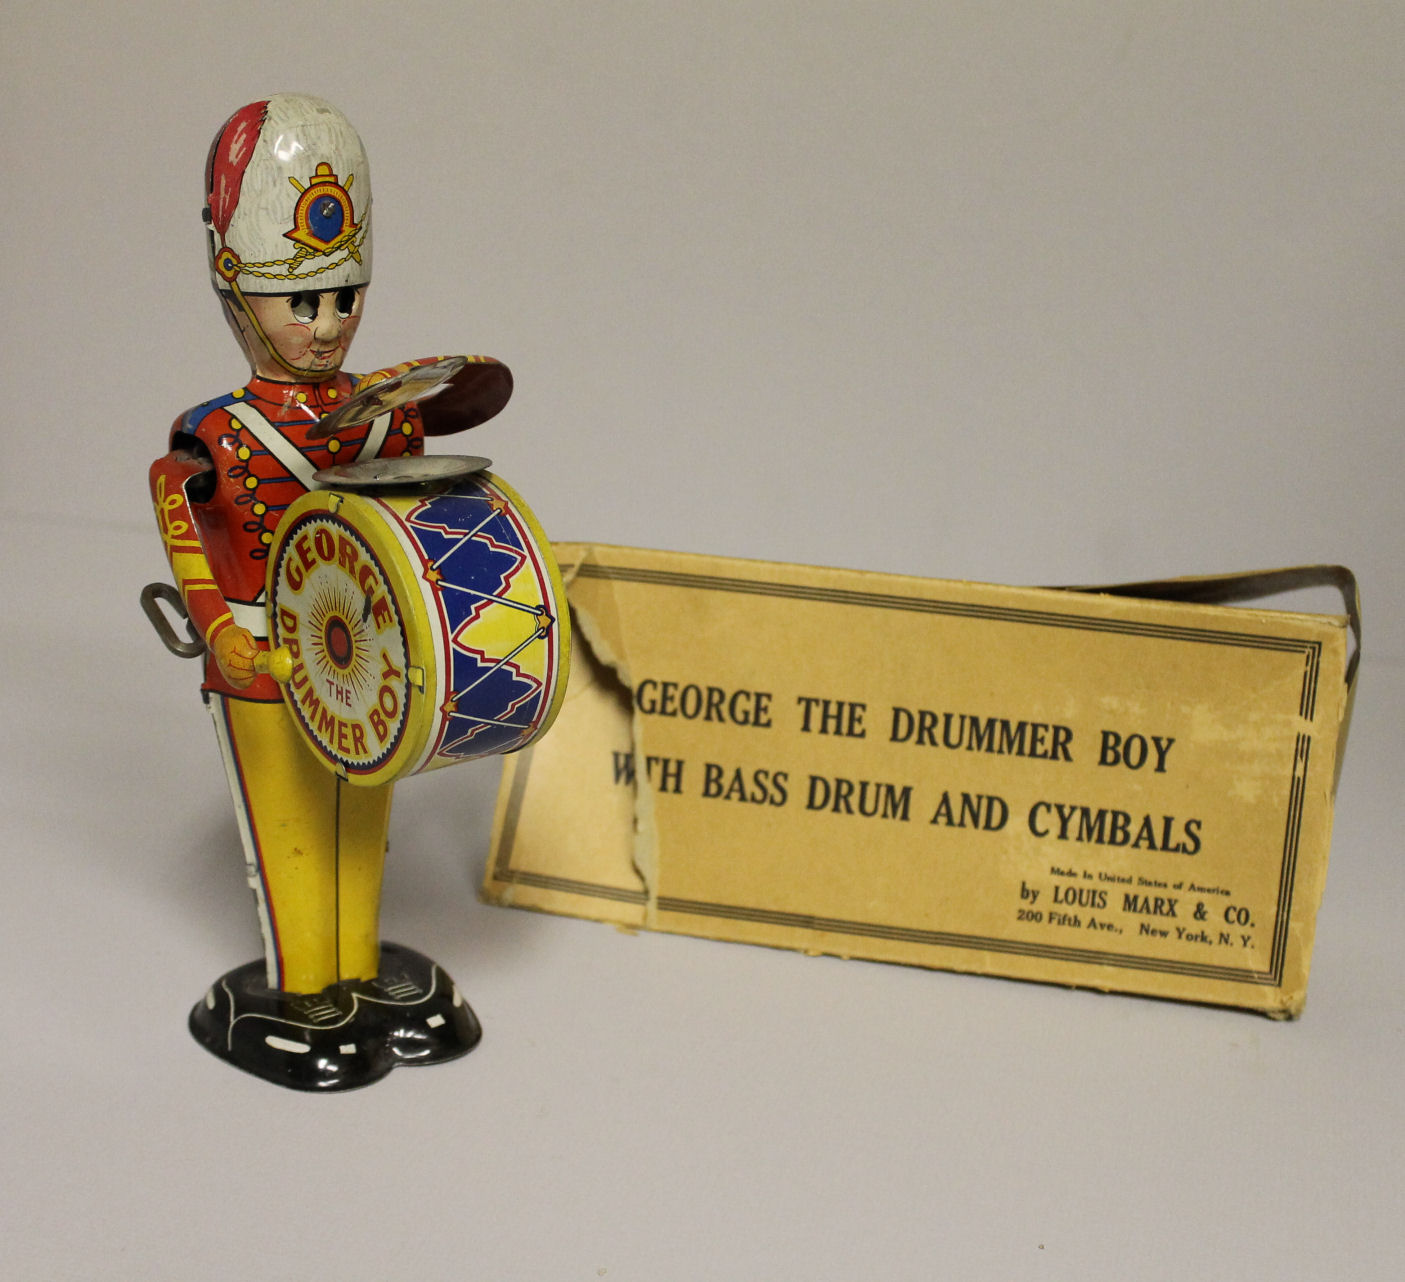 GEORGE
THE
DRUMMER BOY
GEORGE THE DRUMMER BOY
WTH BASS DRUM AND CYMBALS
Made In United States of America
by LOUIS MARX & CO.
200 Fifth Ave., New York, N. Y.